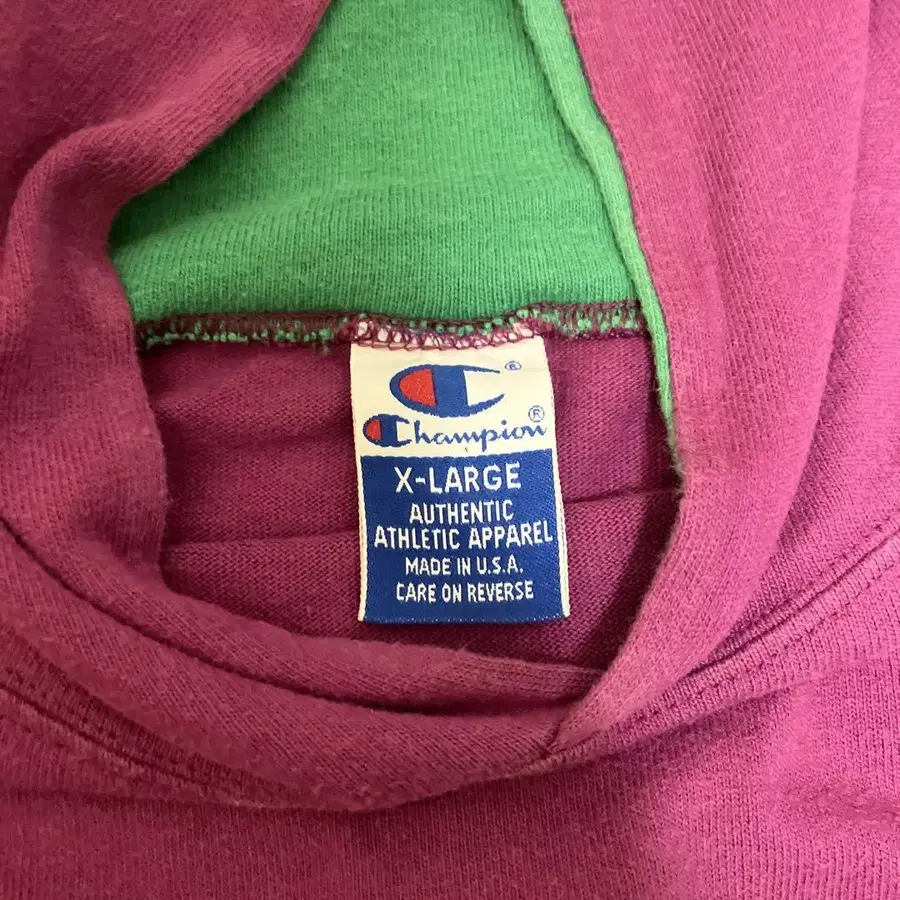 ®
Champion®
X-LARGE
AUTHENTIC
ATHLETIC APPAREL
MADE IN U.S.A.
CARE ON REVERSE